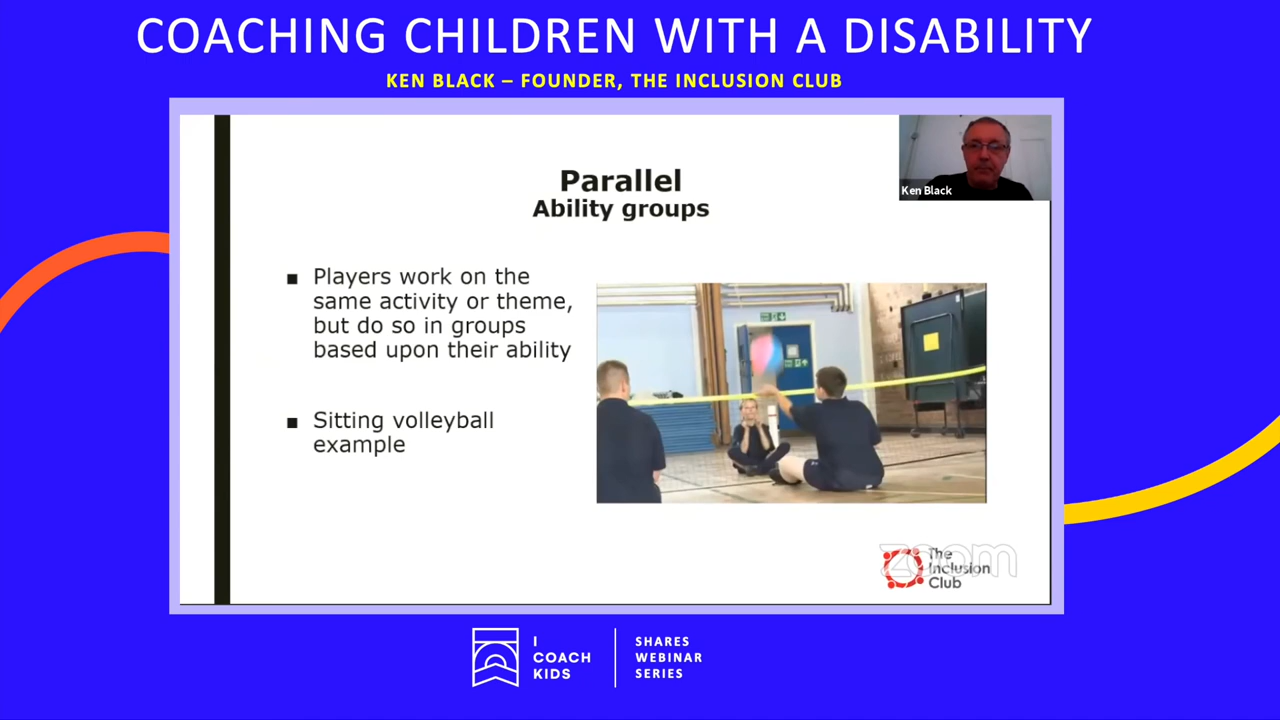 COACHING CHILDREN WITH A DISABILITY
KEN BLACK – FOUNDER, THE INCLUSION CLUB
Ken Black
Parallel
Ability groups
■ Players work on the
same activity or theme,
but do so in groups
based upon their ability
■ Sitting volleyball
example
zoom
The
Inclusion
Club
I
COACH
KIDS
SHARES
WEBINAR
SERIES